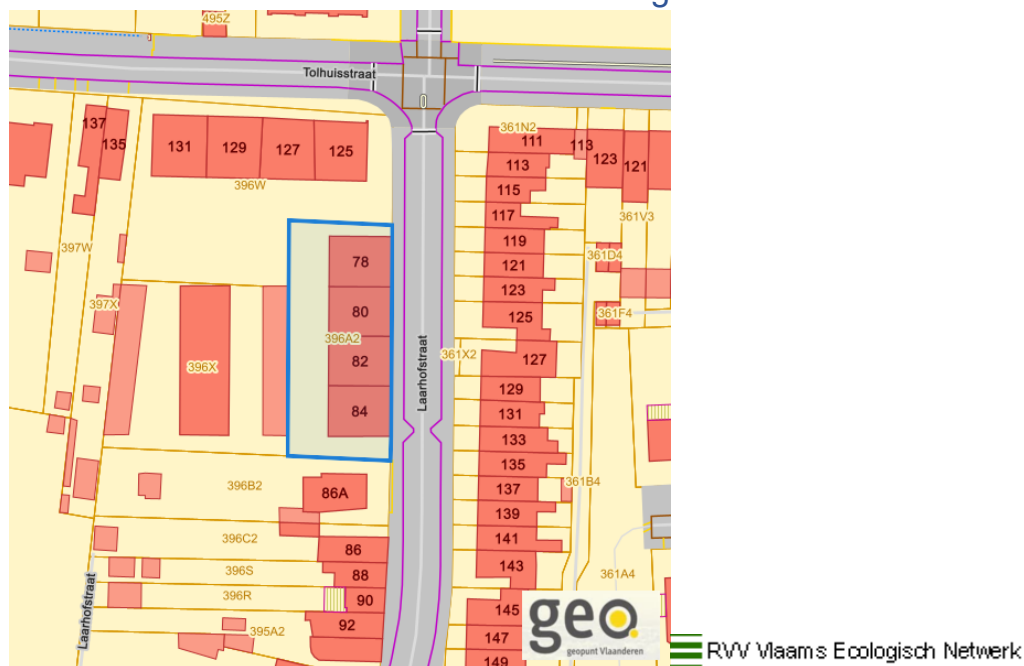 g
495Z
Tolhuisstraat
137
135
131
129
127
125
396W
361N2
111
113
123
121
113
115
117
361V3
119
121
361D4
123
125
361F4
127
361X2
129
131
133
135
361B4
137
139
141
143
361A4
145
147
149
397W
397X
396X
78
80
396A2
82
84
Laarhofstraat
396B2
86A
396C2
86
396S
88
396R
90
395A2
92
Laarhofstraat
geo.
geopunt Vlaanderen
RVV Vlaams Ecologisch Netwerk